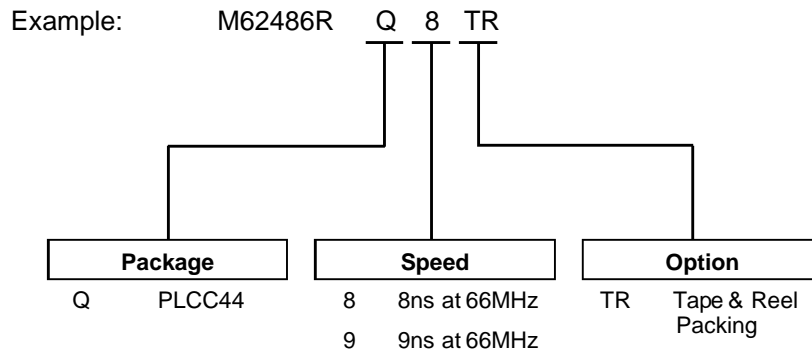 Example: M62486R Q 8 TR
Package Speed Option
Q PLCC44 8 8ns at 66MHz TR Tape & Reel
Packing
9 9ns at 66MHz